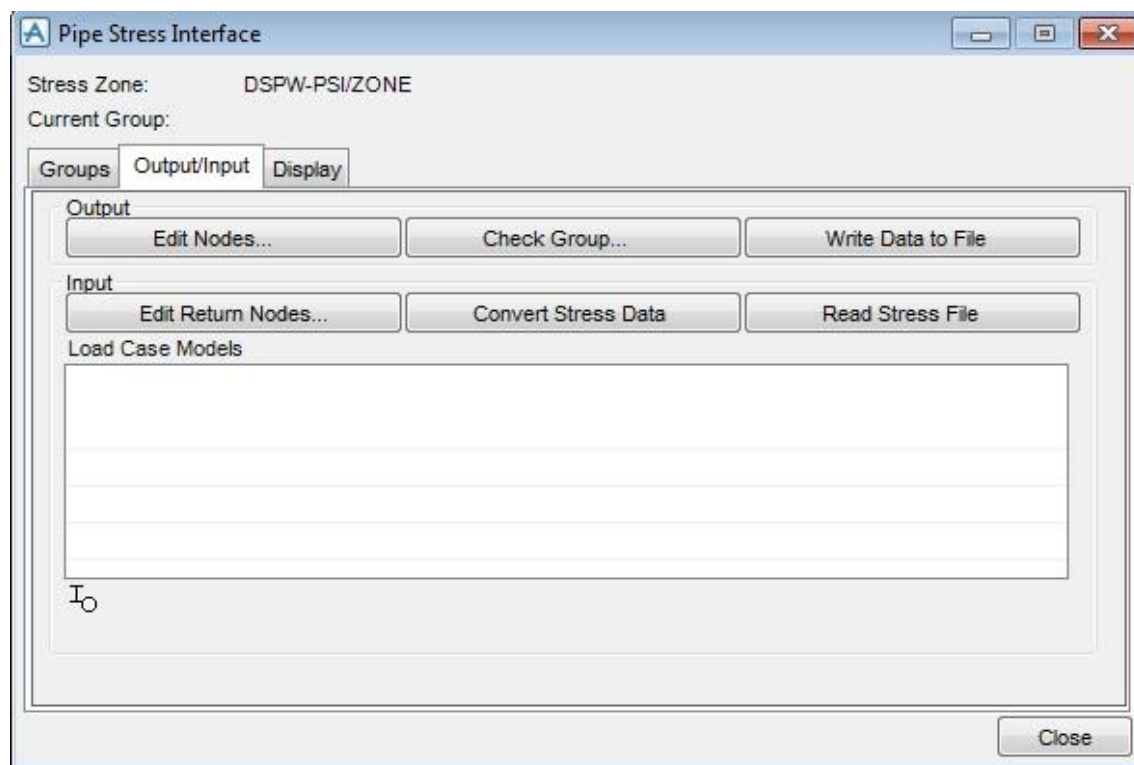 Pipe Stress Interface
Stress Zone: DSPW-PSI/ZONE
Current Group:
Groups Output/Input Display
Output
Edit Nodes... Check Group... Write Data to File
Input
Edit Return Nodes... Convert Stress Data Read Stress File
Load Case Models
Close